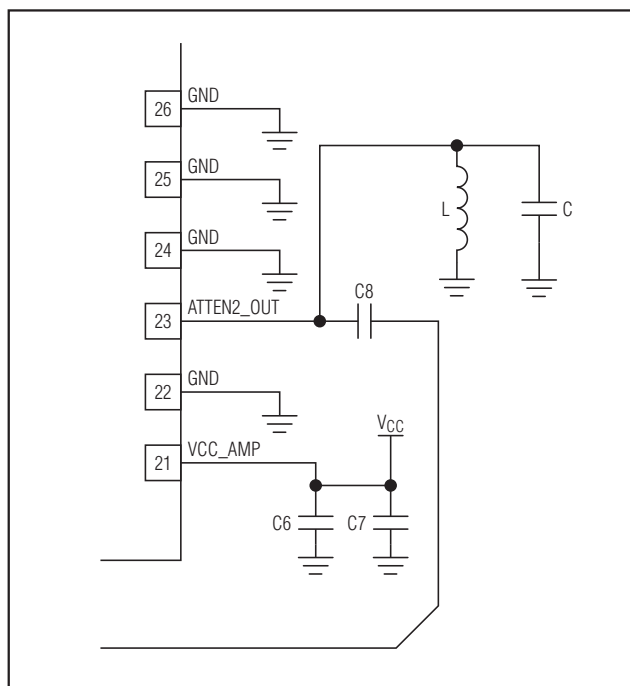 26 GND
25 GND
24 GND
L
C
23 ATTEN2_OUT
C8
22 GND
VCC
21 VCC_AMP
C6
C7